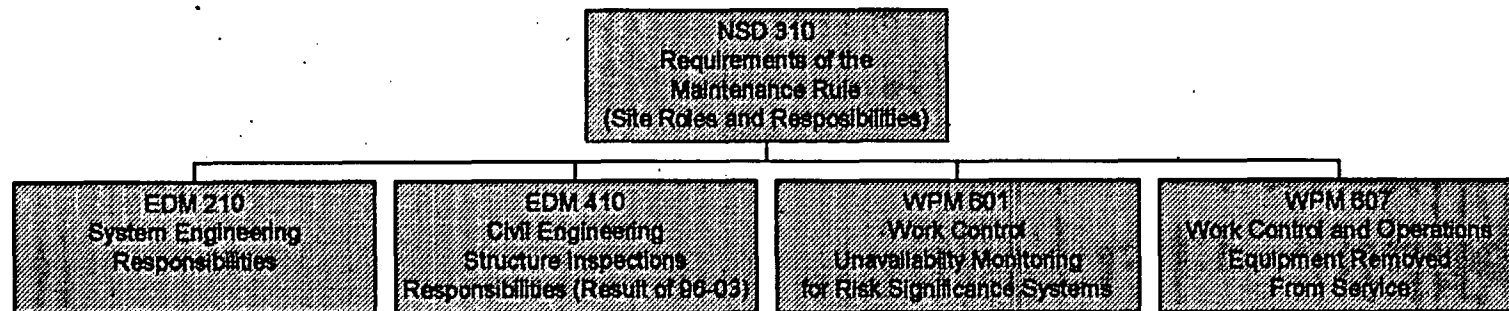 NSD 310
Requirements of the
Maintenance Rule
(Site Roles and Resposibilities)
EDM 210
System Engineering
Responsibilities
EDM 410
Civil Engineering
Structure Inspections
Responsibilities (Result of 96-03)
WPM 601
Work Control
Unavailabilty Monitoring
for Risk Significance Systems
WPM 607
Work Control and Operations
Equipment Removed
From Service